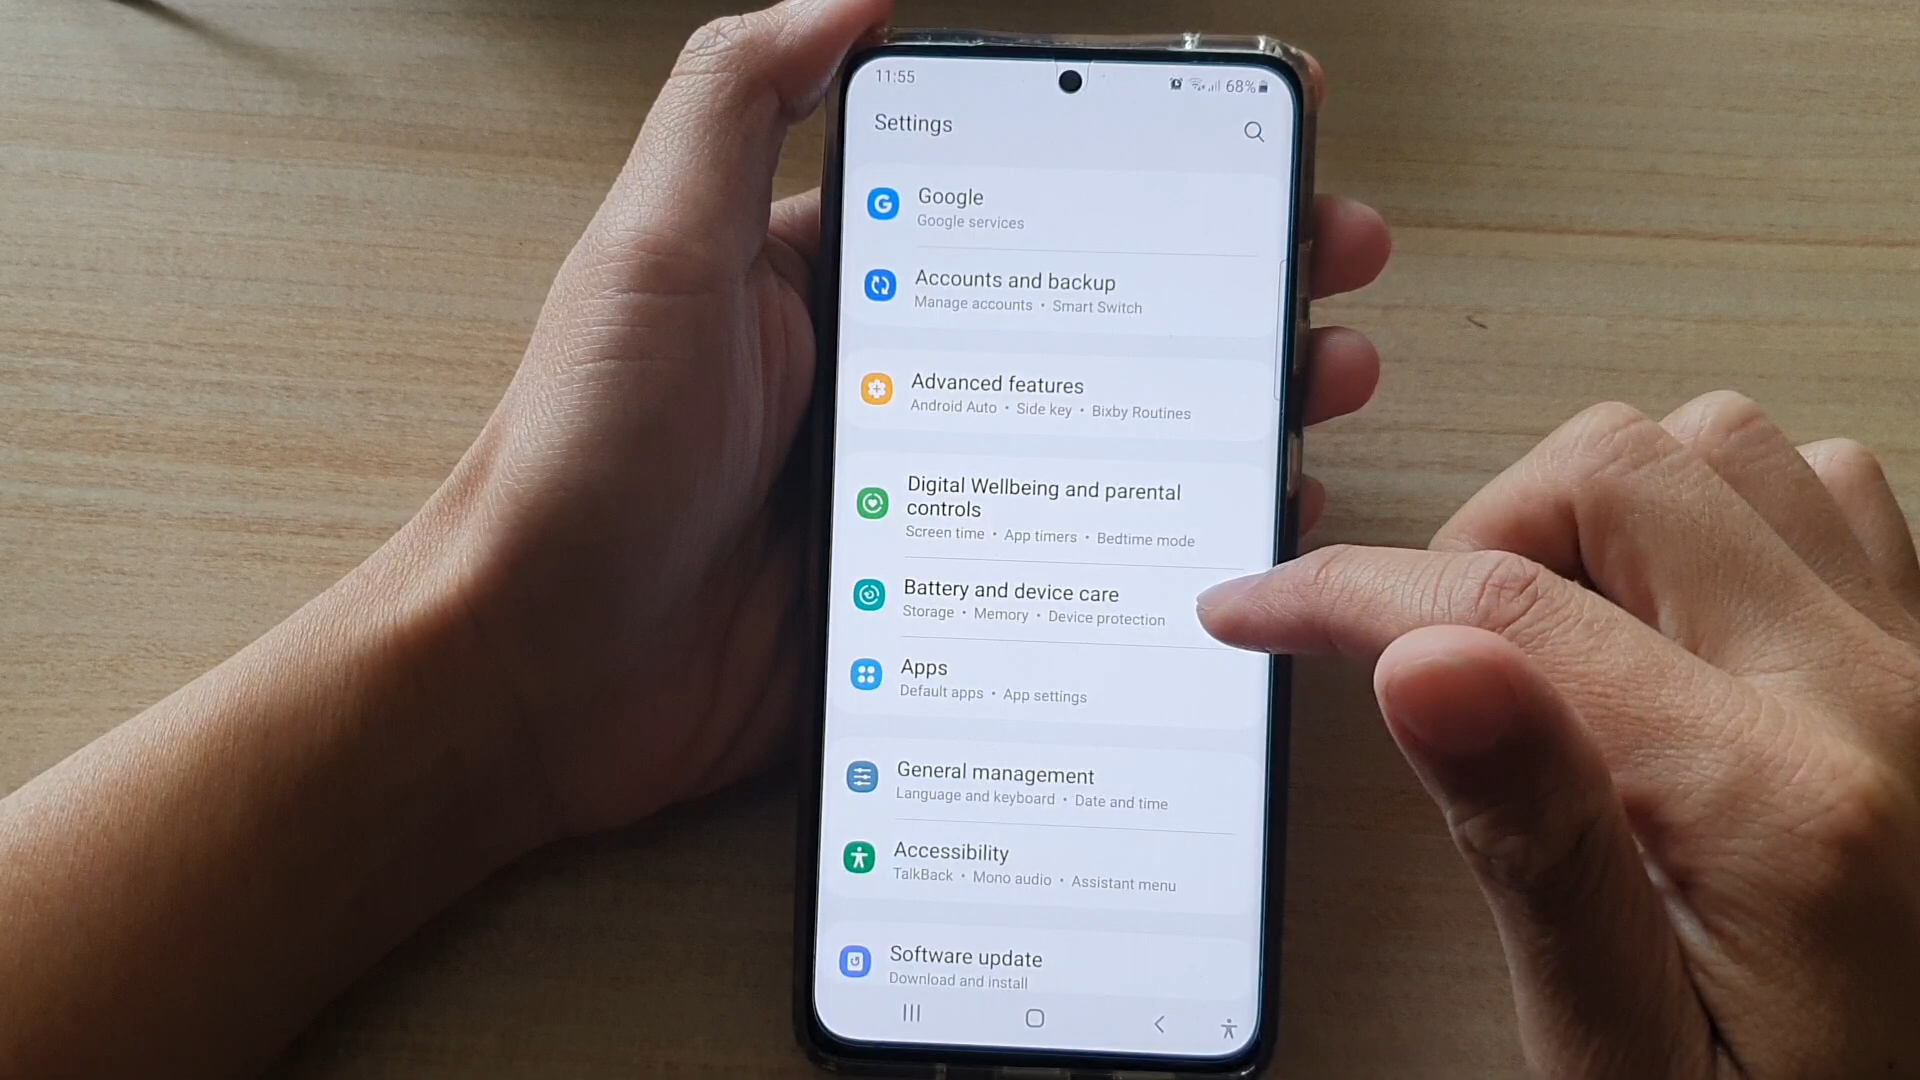 11:55
68%
Settings
Google
Google services
Accounts and backup
Manage accounts • Smart Switch
Advanced features
Android Auto • Side key • Bixby Routines
Digital Wellbeing and parental
controls
Screen time • App timers • Bedtime mode
Battery and device care
Storage • Memory • Device protection
Apps
Default apps • App settings
General management
Language and keyboard • Date and time
Accessibility
TalkBack • Mono audio • Assistant menu
Software update
Download and install